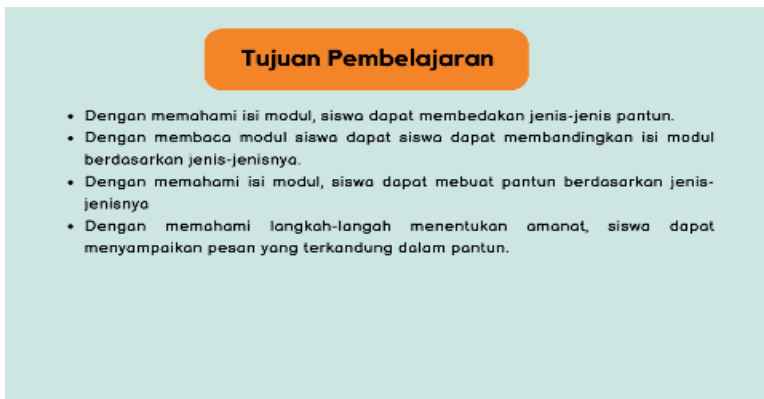 Tujuan Pembelajaran
• Dengan memahami isi modul, siswa dapat membedakan jenis-jenis pantun.
• Dengan membaca modul siswa dapat siswa dapat membandingkan isi modul
berdasarkan jenis-jenisnya.
• Dengan memahami isi modul, siswa dapat mebuat pantun berdasarkan jenis-
jenisnya
• Dengan memahami langkah-langah menentukan amanat, siswa dapat
menyampaikan pesan yang terkandung dalam pantun.